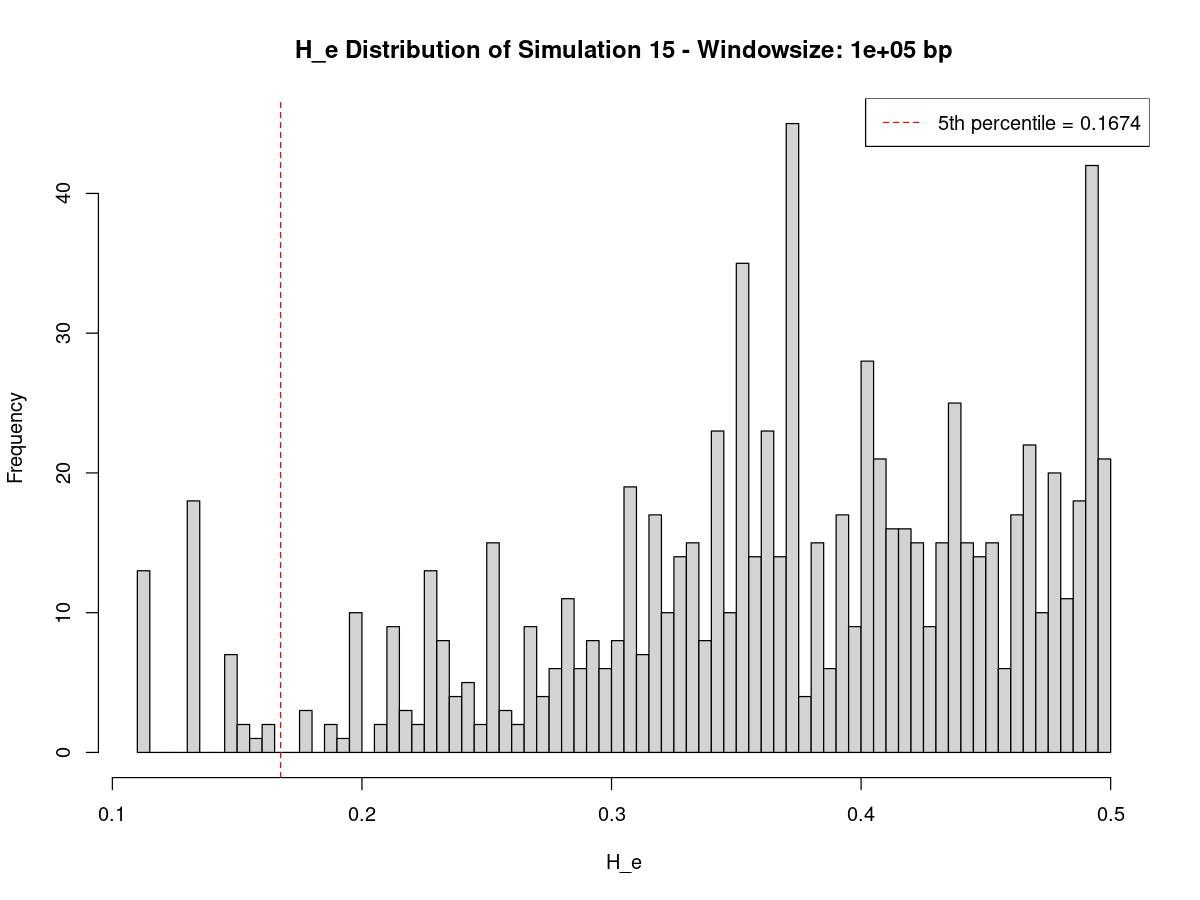 H_e Distribution of Simulation 15 - Windowsize: 1e+05 bp
5th percentile = 0.1674
Frequency
40
30
20
10
0
0.1 0.2 0.3 0.4 0.5
H_e